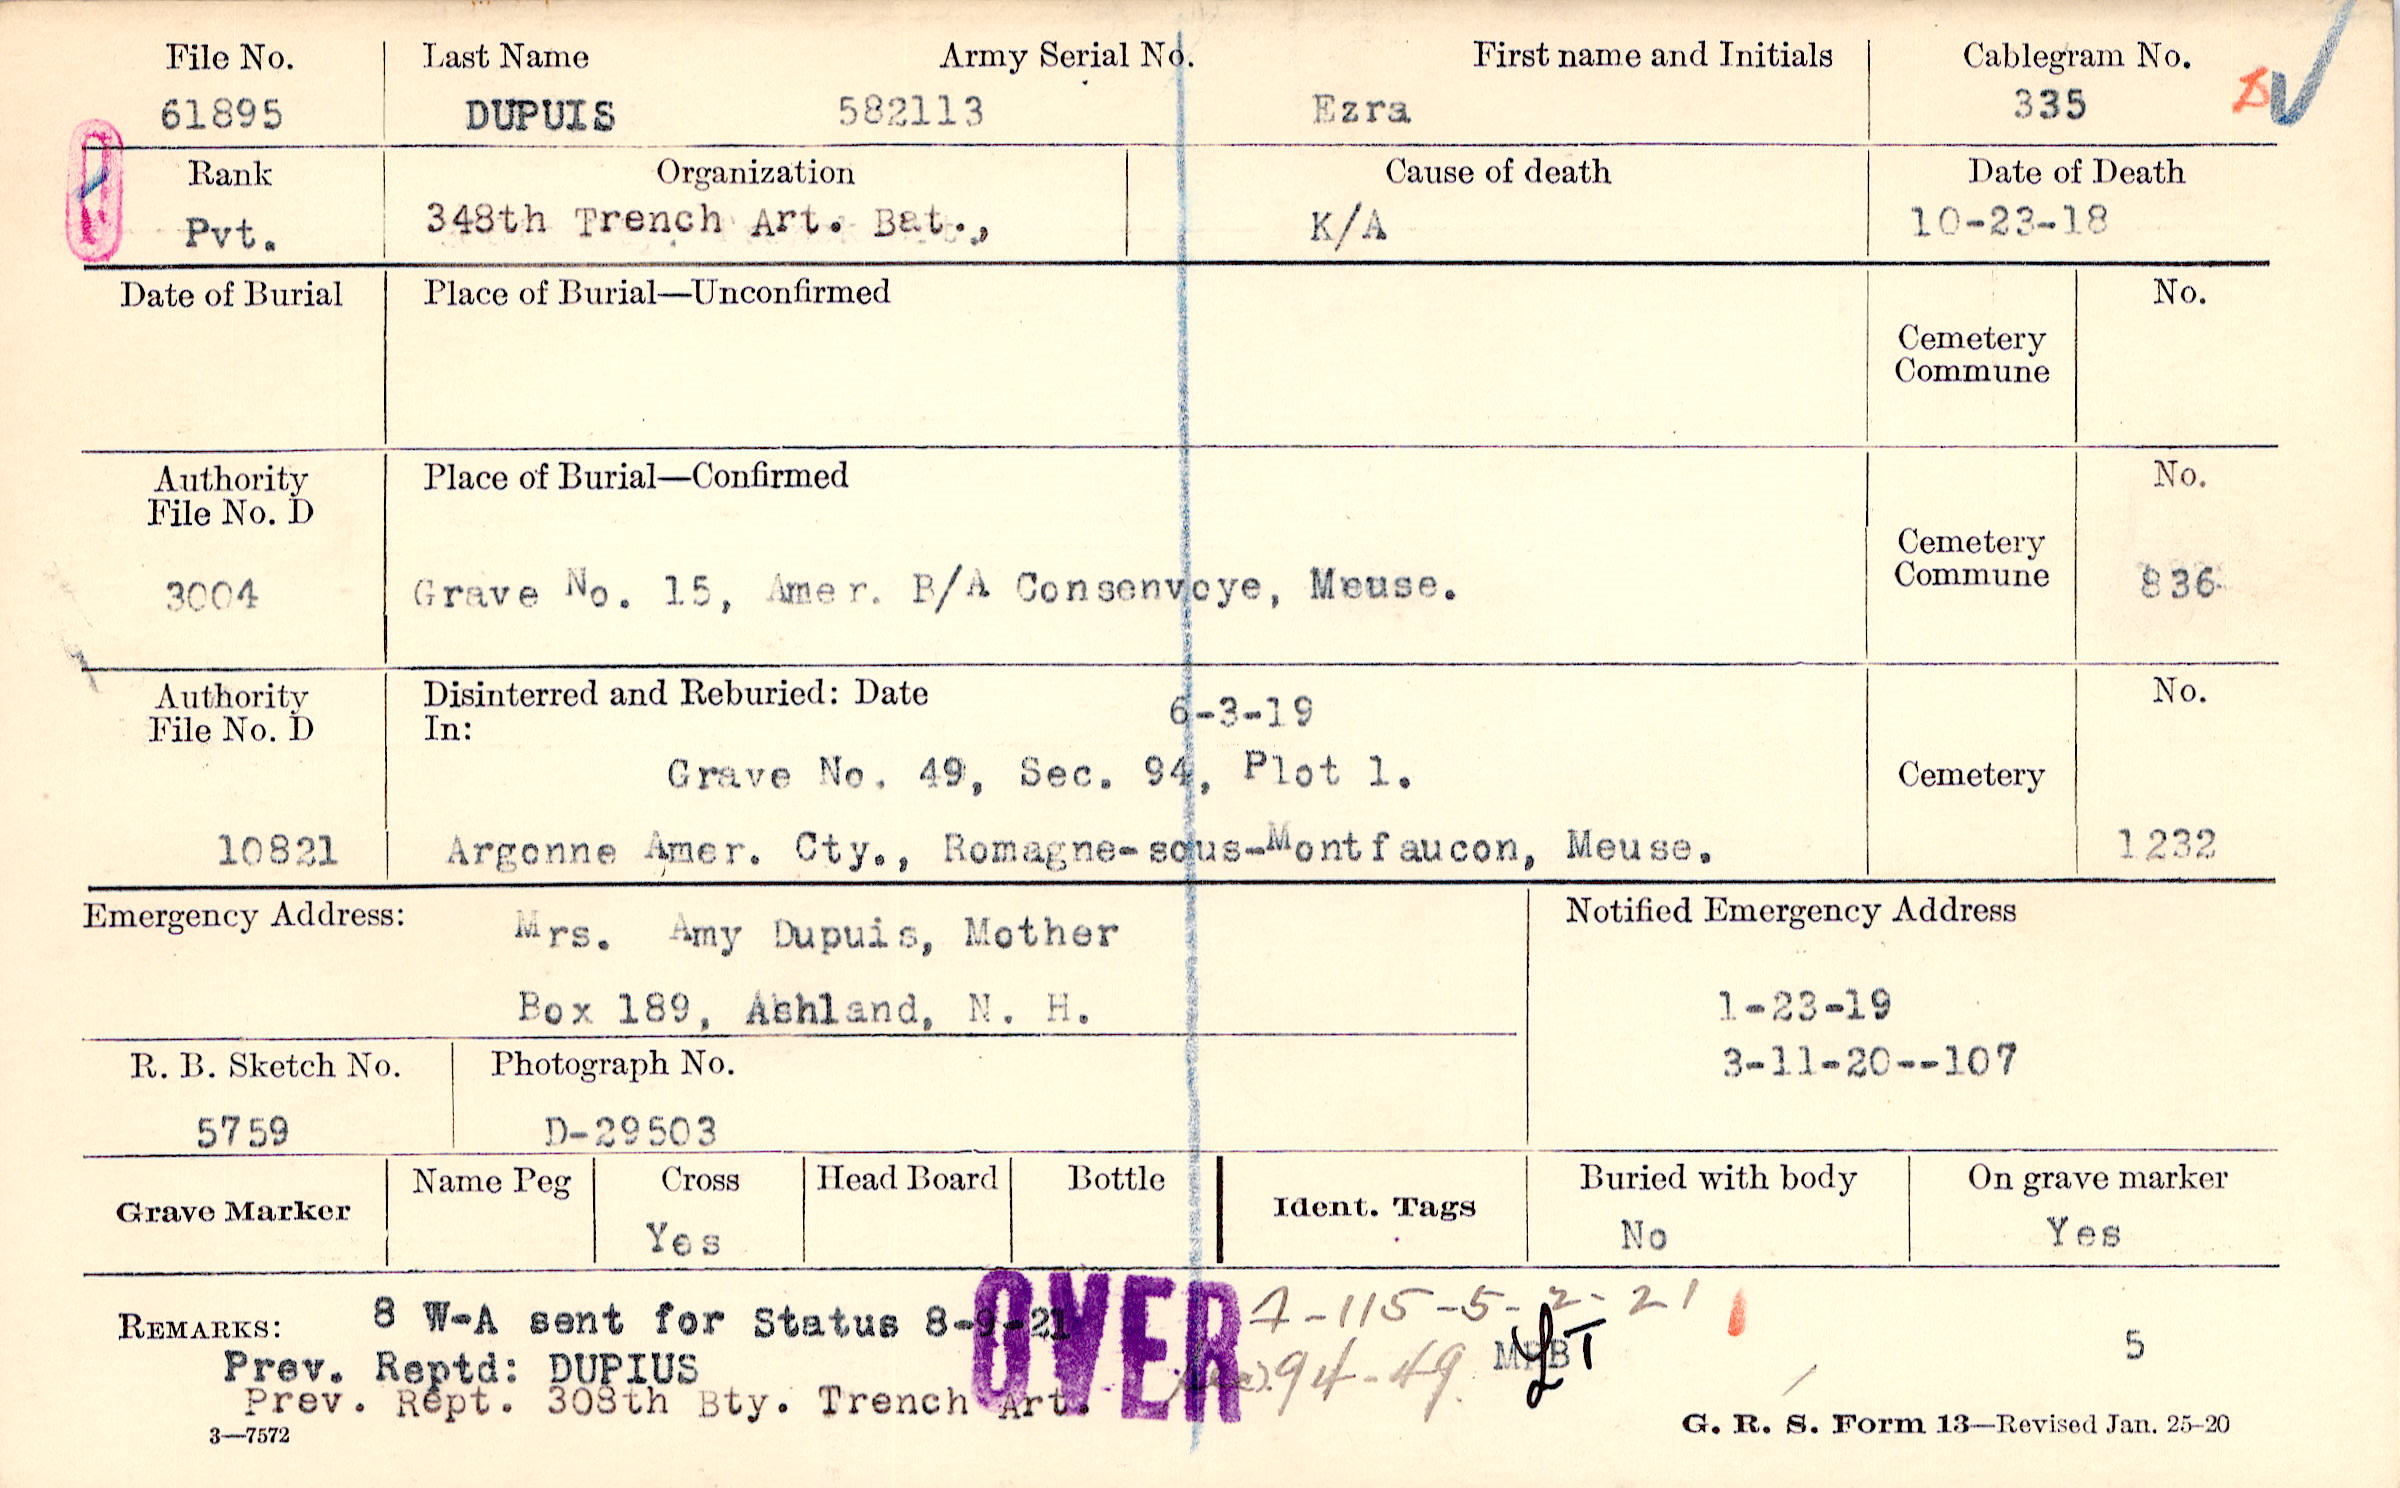 File No. Last Name Army Serial No. First name and Initials Cablegram No.
61895 DUPUIS 582113 Ezra 335
Rank Organization Cause of death Date of Death
Pvt. 348th Trench Art. Bat., K/A 10-23-18
Date of Burial Place of Burial—Unconfirmed No.
Cemetery
Commune
Authority Place of Burial—Confirmed No.
File No. D
Cemetery
Commune
3004 Grave No. 15, Amer. B/A Consenvoye, Meuse. 836
Authority Disinterred and Reburied: Date 6-3-19 No.
File No. D In:
Grave No. 49, Sec. 94, Plot 1. Cemetery
10821 Argonne Amer. Cty., Romagne-sous-Montfaucon, Meuse. 1232
Emergency Address: Mrs. Amy Dupuis, Mother Notified Emergency Address
Box 189, Ashland, N. H. 1-23-19
R. B. Sketch No. Photograph No. 3-11-20--107
5759 D-29503
Grave Marker Name Peg Cross Head Board Bottle Ident. Tags Buried with body On grave marker
Yes No Yes
REMARKS: 8 W-A sent for Status 8-9-21 OVER -115-5-2-21
Prev. Reptd: DUPIUS 94-49 5
Prev. Rept. 308th Bty. Trench Art.
3—7572 G. R. S. Form 13—Revised Jan. 25-20